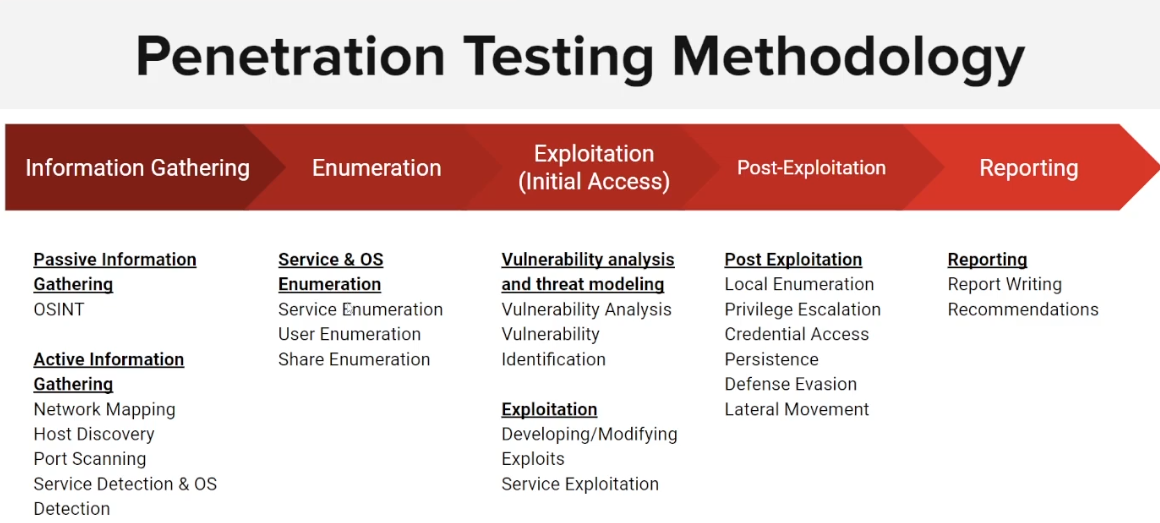 Penetration Testing Methodology
Information Gathering
Enumeration
Exploitation
(Initial Access)
Post-Exploitation
Reporting
Passive Information
Gathering
OSINT
Active Information
Gathering
Network Mapping
Host Discovery
Port Scanning
Service Detection & OS
Detection
Service & OS
Enumeration
Service Enumeration
User Enumeration
Share Enumeration
Vulnerability analysis
and threat modeling
Vulnerability Analysis
Vulnerability
Identification
Exploitation
Developing/Modifying
Exploits
Service Exploitation
Post Exploitation
Local Enumeration
Privilege Escalation
Credential Access
Persistence
Defense Evasion
Lateral Movement
Reporting
Report Writing
Recommendations